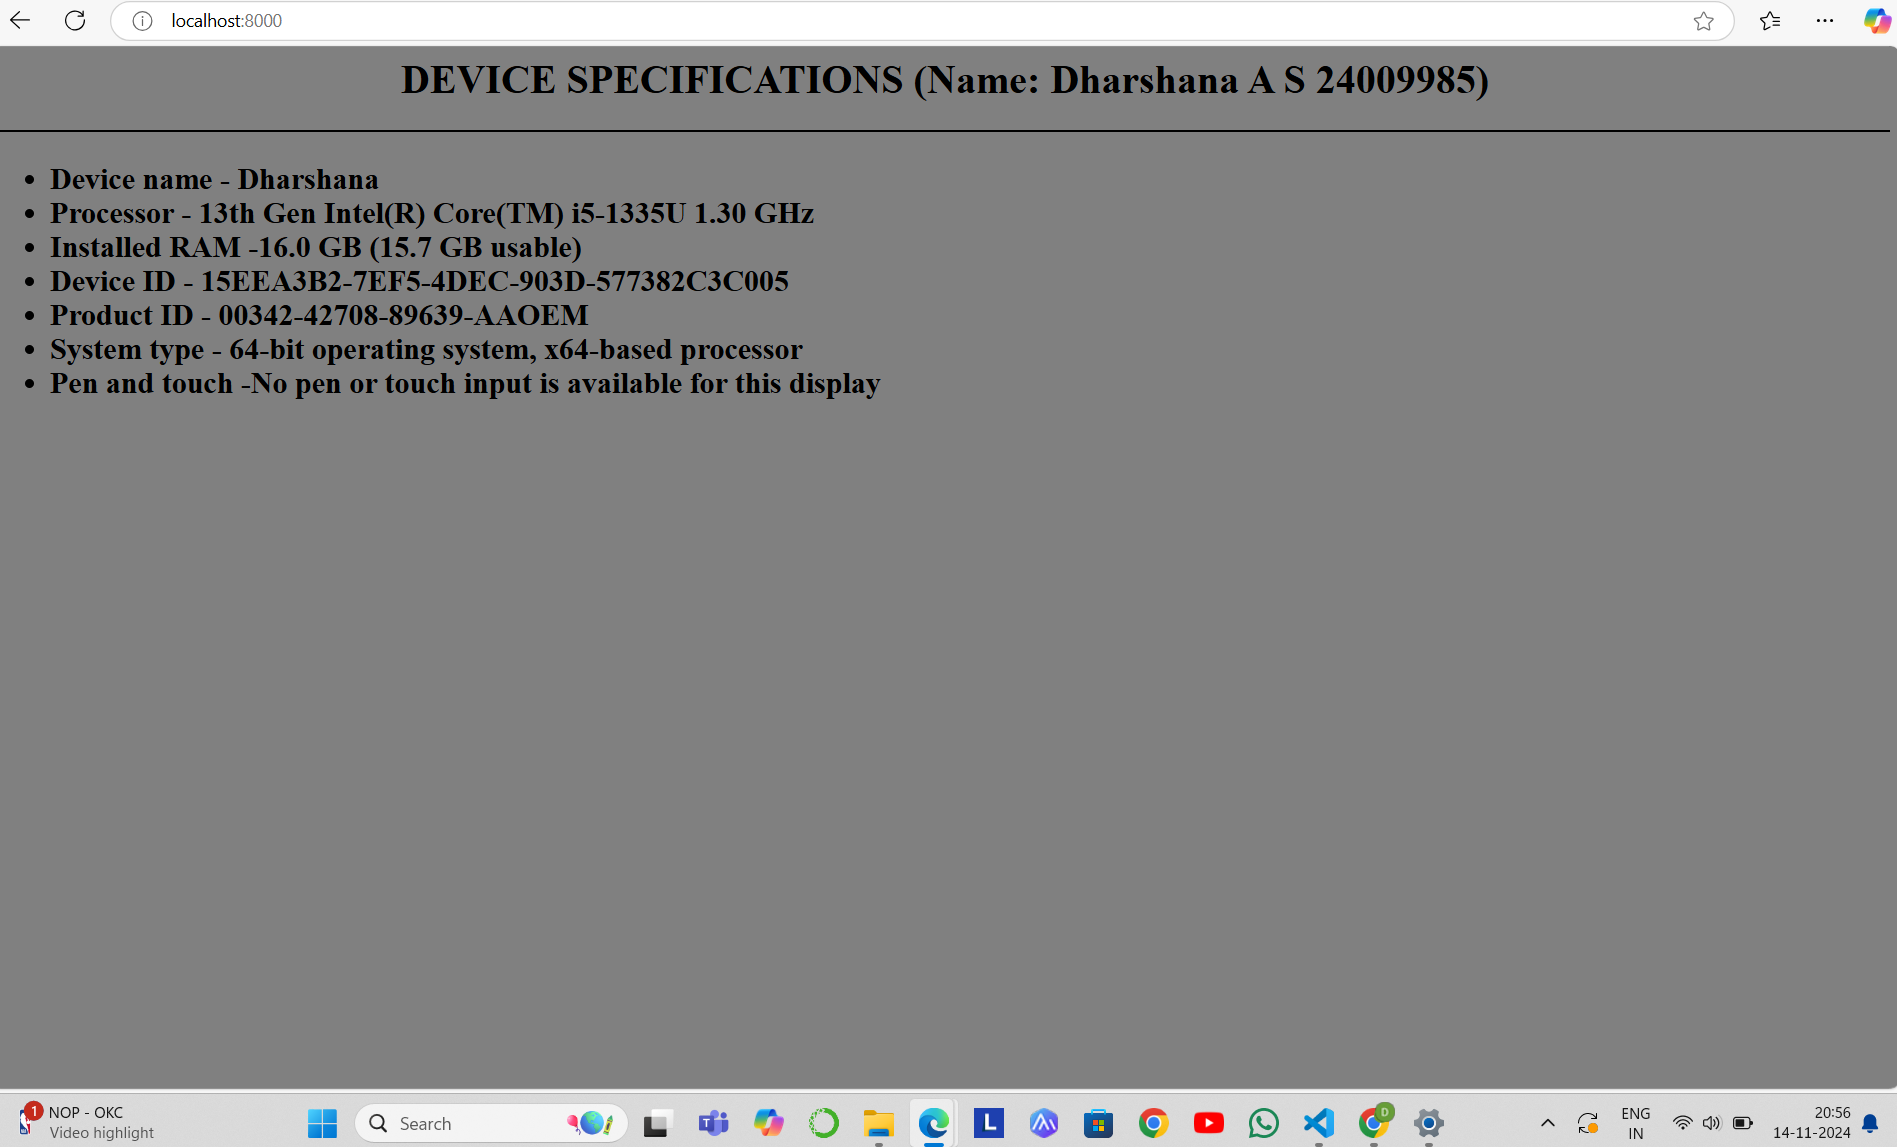 localhost:8000
DEVICE SPECIFICATIONS (Name: Dharshana A S 24009985)
Device name - Dharshana
Processor - 13th Gen Intel(R) Core(TM) i5-1335U 1.30 GHz
Installed RAM -16.0 GB (15.7 GB usable)
Device ID - 15EEA3B2-7EF5-4DEC-903D-577382C3C005
Product ID - 00342-42708-89639-AAOEM
System type - 64-bit operating system, x64-based processor
Pen and touch -No pen or touch input is available for this display
1
NOP - OKC
Video highlight
Search
L
D
ENG
IN
20:56
14-11-2024